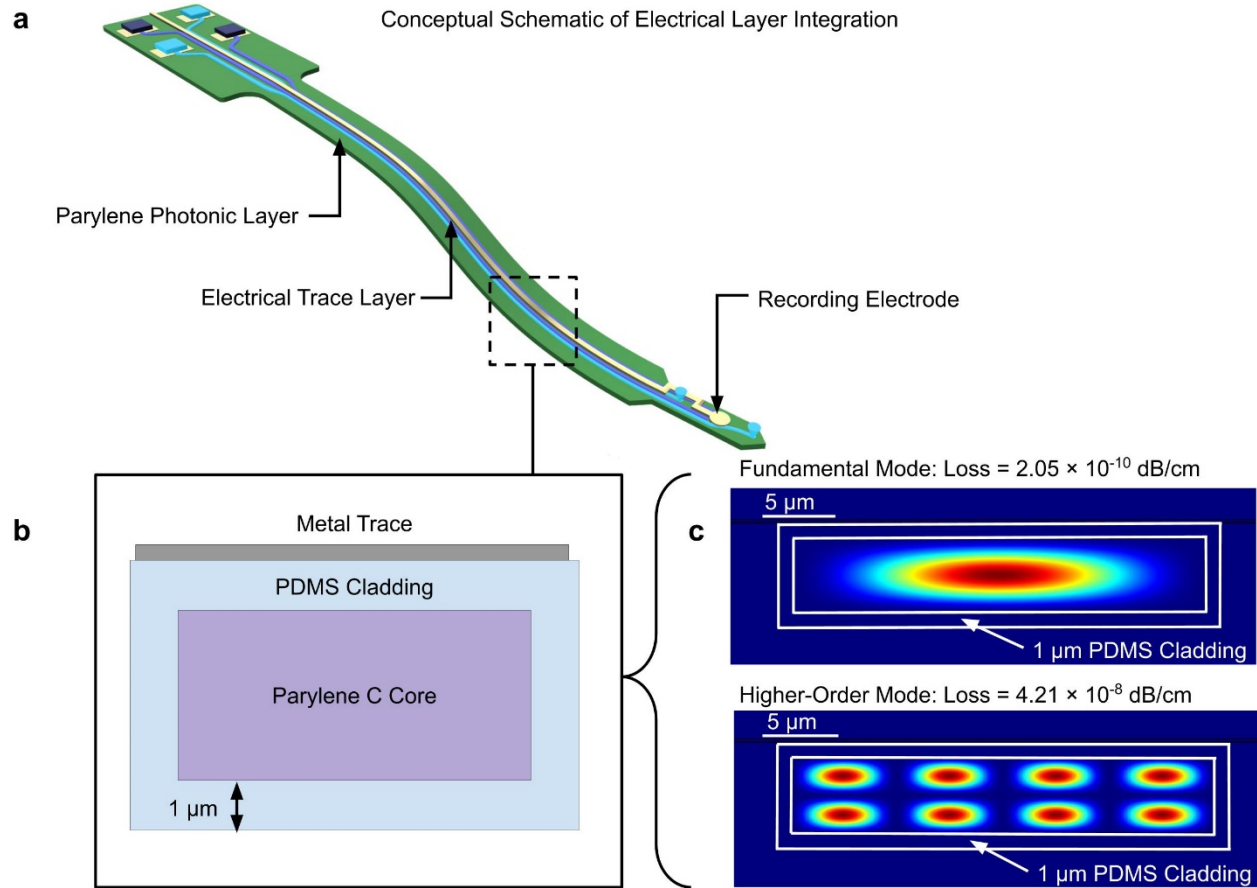 a
Conceptual Schematic of Electrical Layer Integration
Parylene Photonic Layer
Electrical Trace Layer
Recording Electrode
b
Metal Trace
PDMS Cladding
Parylene C Core
1 µm
c
Fundamental Mode: Loss = 2.05 × 10⁻¹⁰ dB/cm
5 µm
1 µm PDMS Cladding
Higher-Order Mode: Loss = 4.21 × 10⁻⁸ dB/cm
5 µm
1 µm PDMS Cladding